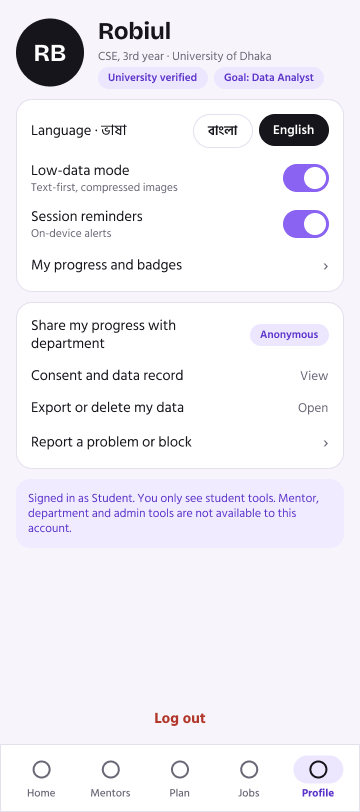 RB
Robiul
CSE, 3rd year · University of Dhaka
University verified Goal: Data Analyst
Language · ভাষা বাংলা English
Low-data mode
Text-first, compressed images
Session reminders
On-device alerts
My progress and badges ›
Share my progress with
department
Anonymous
Consent and data record View
Export or delete my data Open
Report a problem or block ›
Signed in as Student. You only see student tools. Mentor,
department and admin tools are not available to this
account.
Log out
Home Mentors Plan Jobs Profile